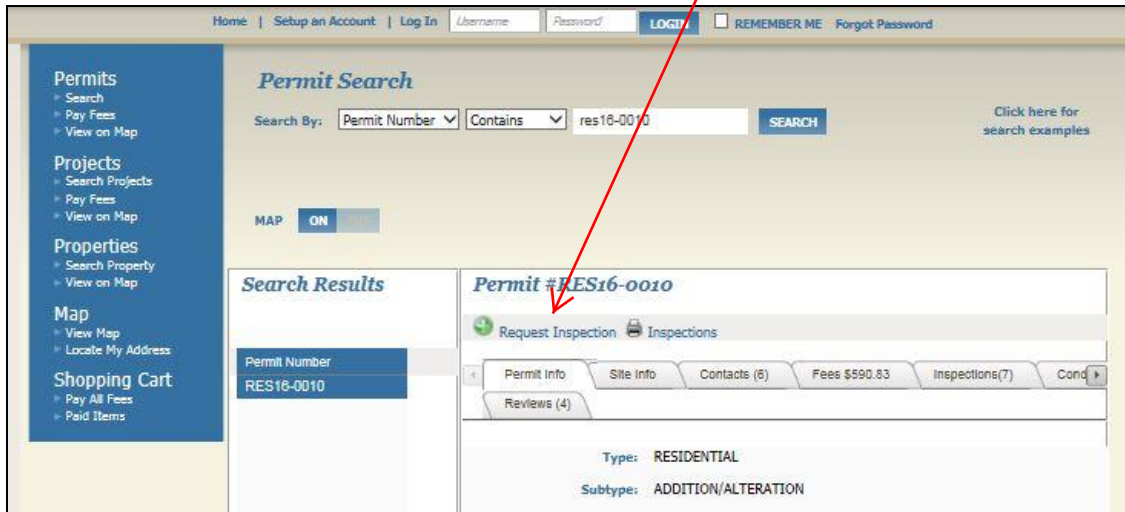 Home | Setup an Account | Log In Username Password LOGIN REMEMBER ME Forgot Password
Permits
Search
Pay Fees
View on Map
Projects
Search Projects
Pay Fees
View on Map
Properties
Search Property
View on Map
Map
View Map
Locate My Address
Shopping Cart
Pay All Fees
Paid Items
Permit Search
Search By: Permit Number Contains res16-0010 SEARCH
Click here for
search examples
MAP ON
Search Results
Permit Number
RES16-0010
Permit #RES16-0010
Request Inspection Inspections
Permit Info Site Info Contacts (6) Fees $590.83 Inspections(7) Cond
Reviews (4)
Type: RESIDENTIAL
Subtype: ADDITION/ALTERATION